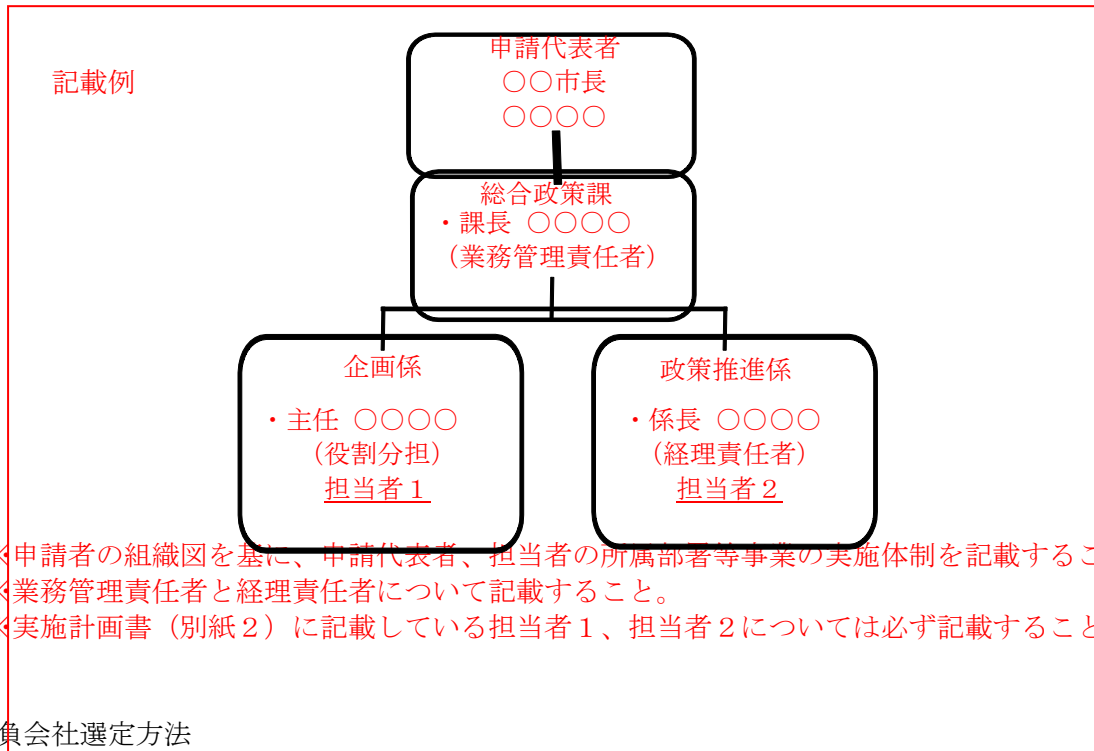 記載例
申請代表者
○○市長
○○○○
総合政策課
・課長 ○○○○
（業務管理責任者）
企画係
・主任 ○○○○
（役割分担）
担当者１
政策推進係
・係長 ○○○○
（経理責任者）
担当者２
※申請者の組織図を基に、申請代表者、担当者の所属部署等事業の実施体制を記載するこ
※業務管理責任者と経理責任者について記載すること。
※実施計画書（別紙２）に記載している担当者１、担当者２については必ず記載すること
負会社選定方法